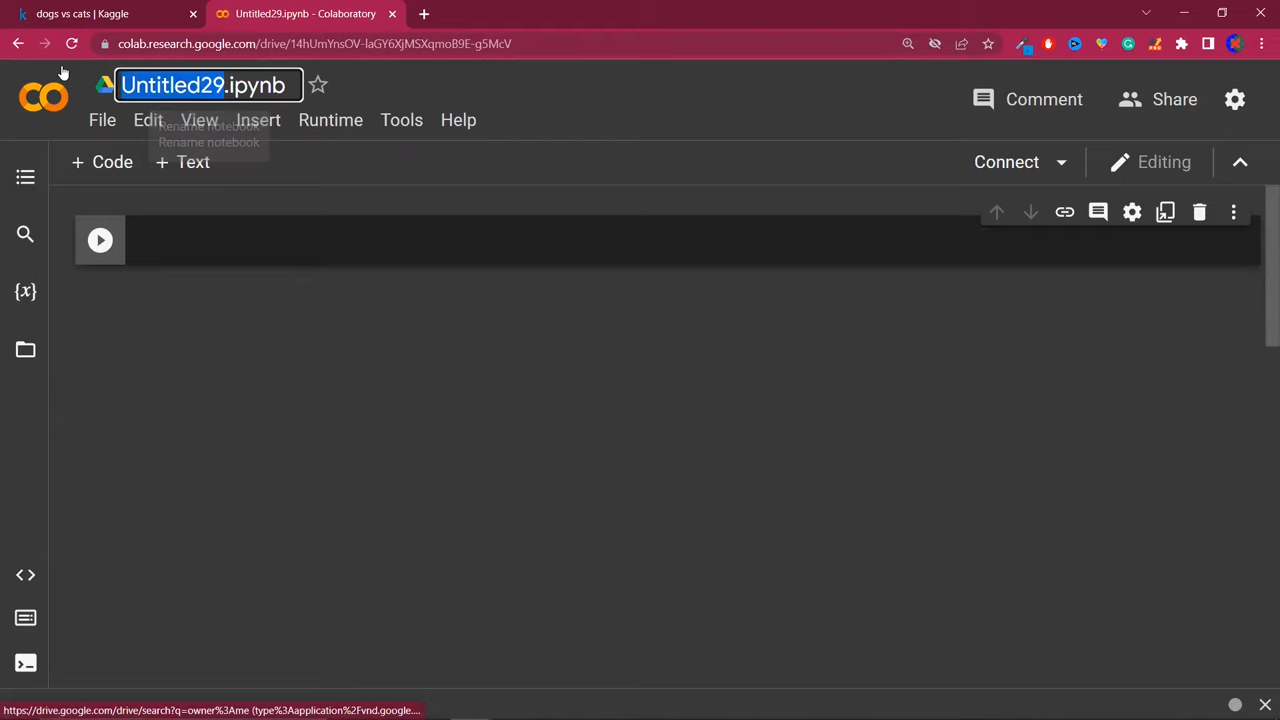 dogs vs cats | Kaggle
Untitled29.ipynb - Colaboratory
colab.research.google.com/drive/14hUmYnsOV-laGY6XjMSXqmoB9E-g5McV
Untitled29.ipynb
Comment
Share
File Edit View Insert Runtime Tools Help
Rename notebook
Rename notebook
+ Code + Text
Connect
Editing
{x}
https://drive.google.com/drive/search?q=owner%3Ame (type%3Aapplication%2Fvnd.google....